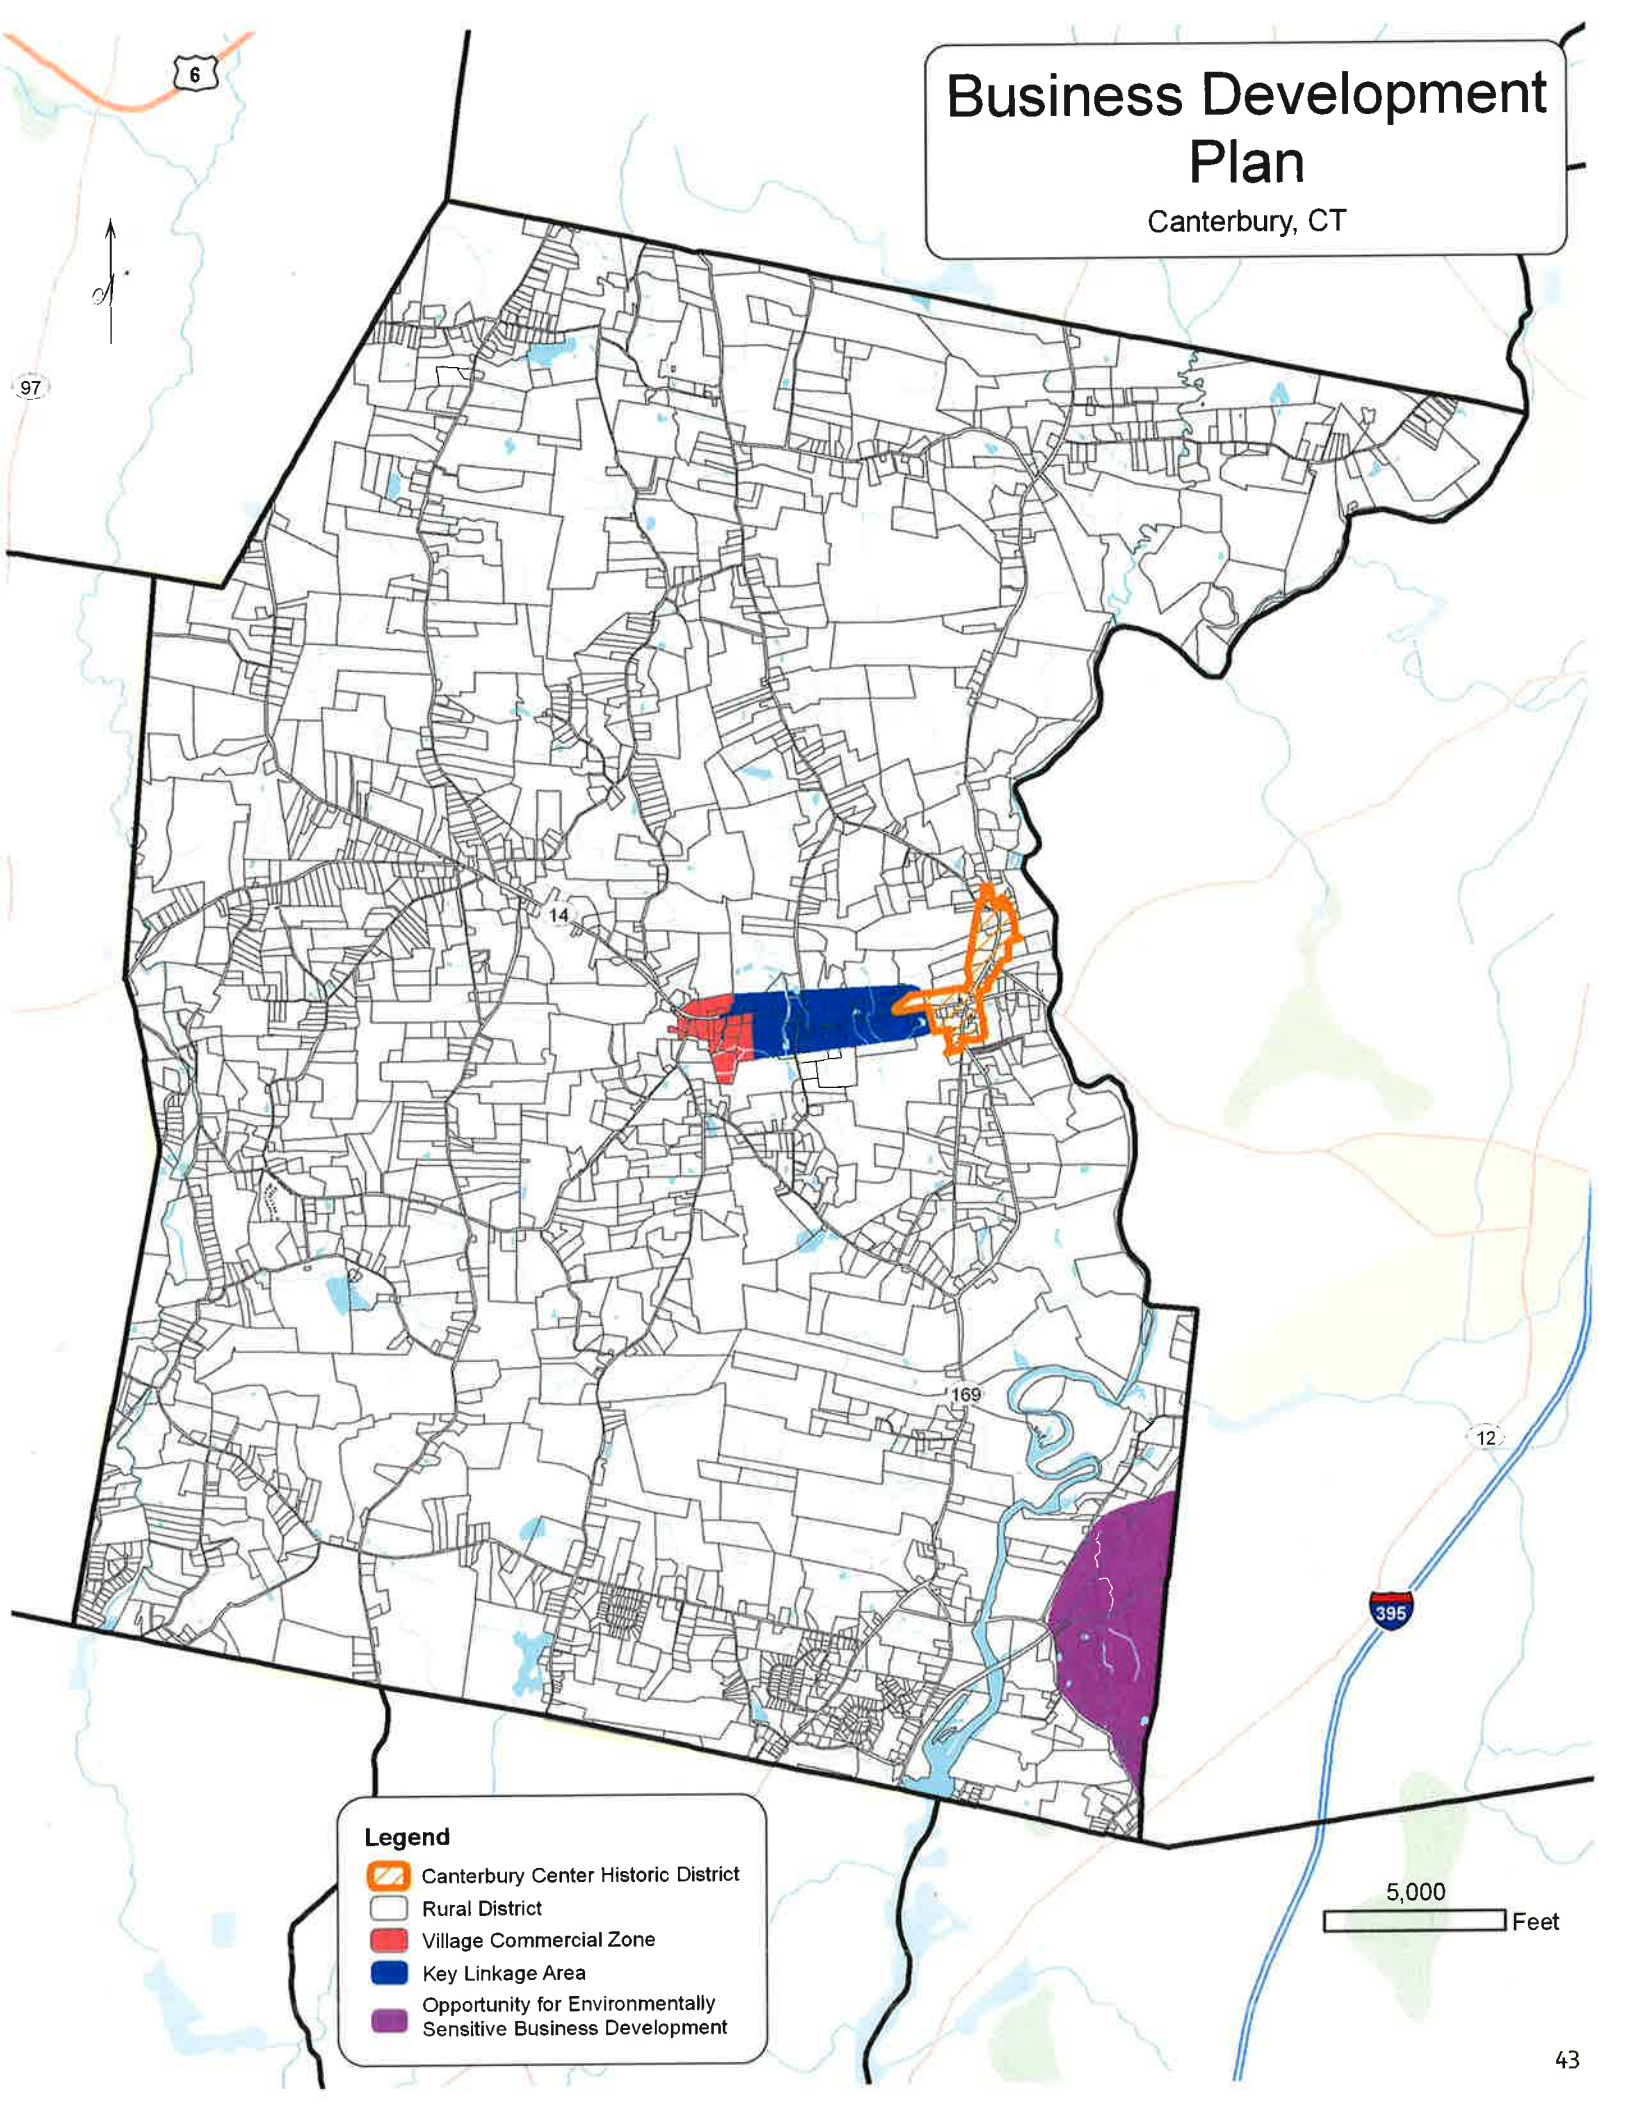 Business Development
Plan
Canterbury, CT
6
97
14
169
12
395
Legend
Canterbury Center Historic District
Rural District
Village Commercial Zone
Key Linkage Area
Opportunity for Environmentally
Sensitive Business Development
5,000
Feet
43